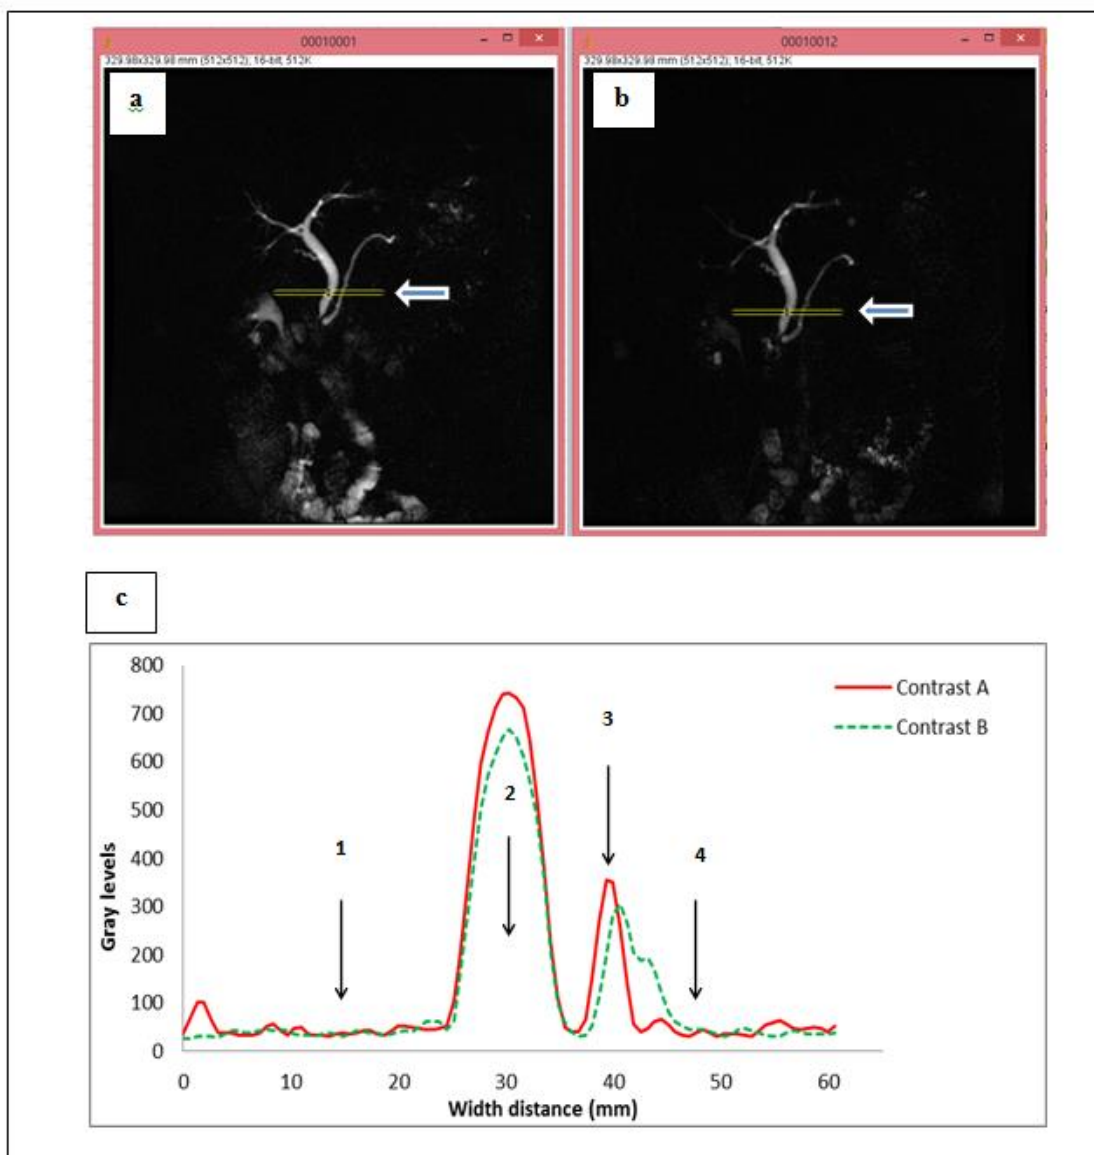 00010001
329.98x329.98 mm (512x512); 16-bit; 512K
a
00010012
329.98x329.98 mm (512x512); 16-bit; 512K
b
c
800
700
600
500
400
300
200
100
0
Gray levels
1
2
3
4
Contrast A
Contrast B
0 10 20 30 40 50 60
Width distance (mm)